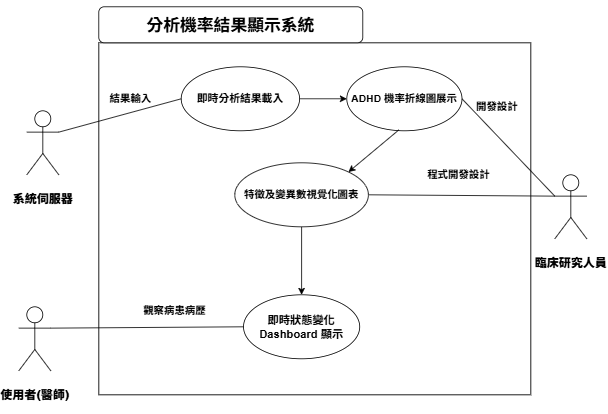 分析機率結果顯示系統
結果輸入
即時分析結果載入
ADHD 機率折線圖展示
開發設計
系統伺服器
特徵及變異數視覺化圖表
程式開發設計
臨床研究人員
觀察病患病歷
即時狀態變化
Dashboard 顯示
使用者(醫師)